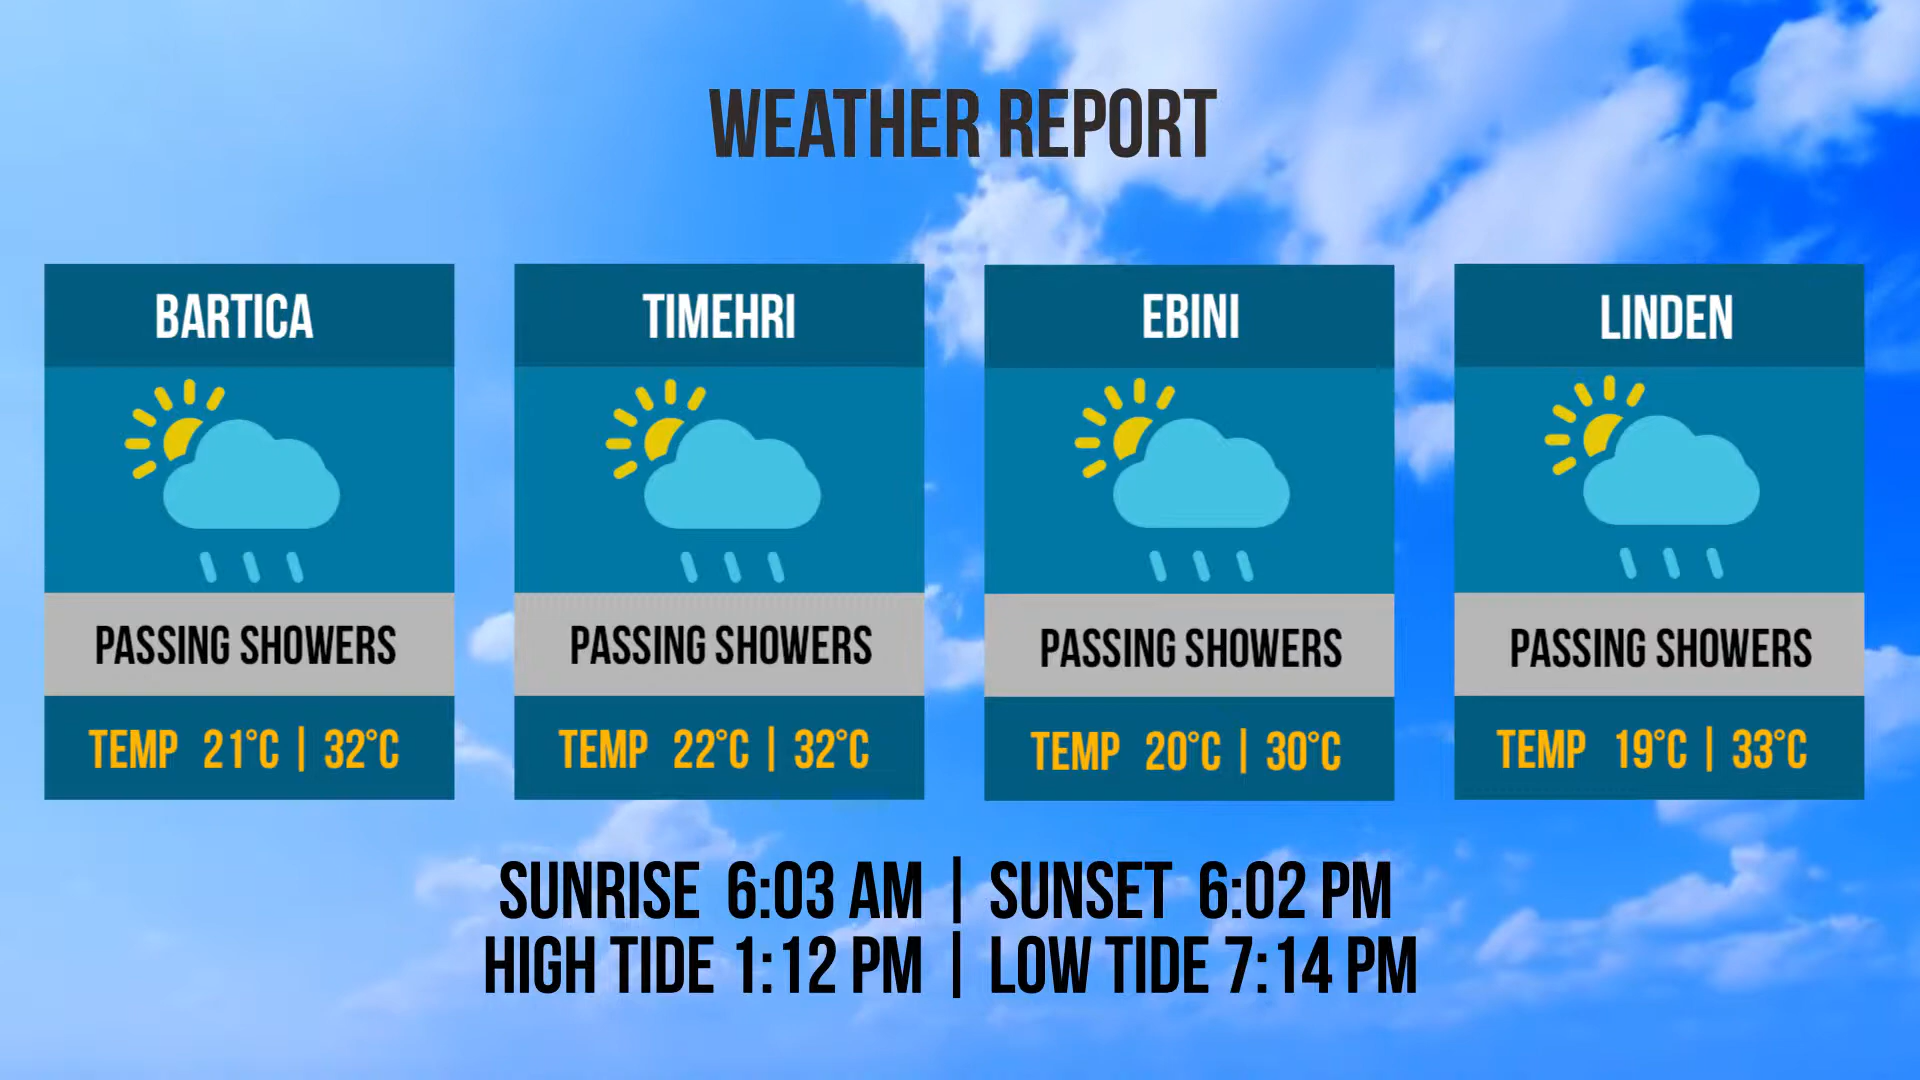 WEATHER REPORT
BARTICA
PASSING SHOWERS
TEMP 21°C | 32°C
TIMEHRI
PASSING SHOWERS
TEMP 22°C | 32°C
EBINI
PASSING SHOWERS
TEMP 20°C | 30°C
LINDEN
PASSING SHOWERS
TEMP 19°C | 33°C
SUNRISE 6:03 AM | SUNSET 6:02 PM
HIGH TIDE 1:12 PM | LOW TIDE 7:14 PM